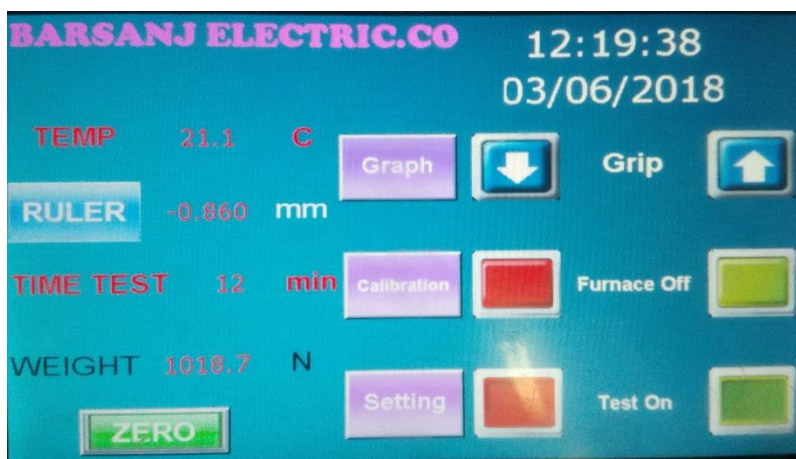 BARSANJ ELECTRIC.CO
12:19:38
03/06/2018
TEMP 21.1 C
Graph
Grip
RULER -0.860 mm
TIME TEST 12 min
Calibration
Furnace Off
WEIGHT 1018.7 N
Setting
Test On
ZERO